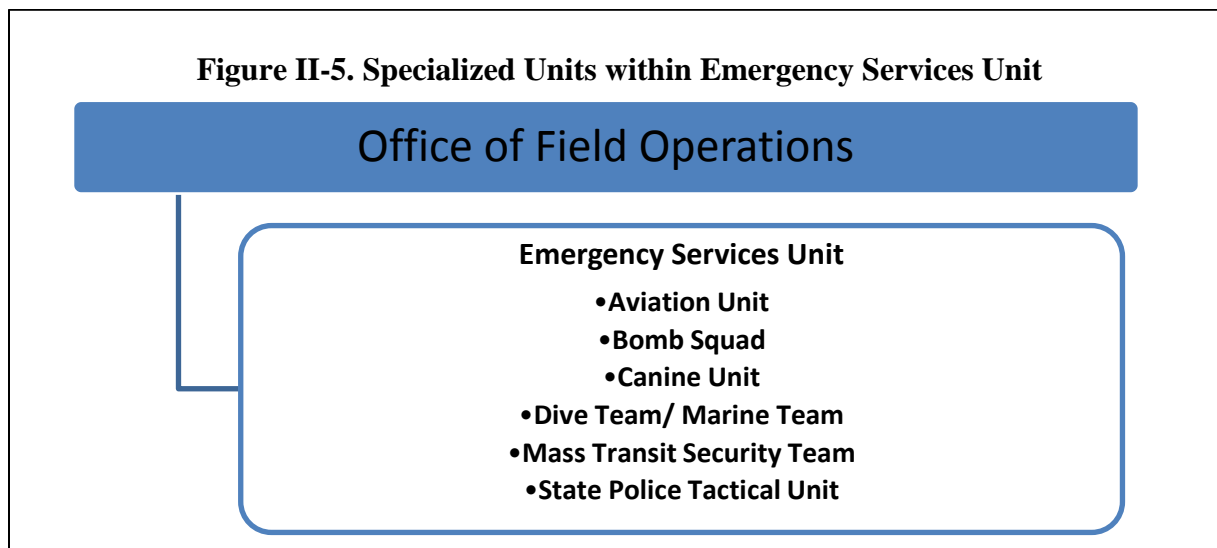 Figure II-5. Specialized Units within Emergency Services Unit
Office of Field Operations
Emergency Services Unit
•Aviation Unit
•Bomb Squad
•Canine Unit
•Dive Team/ Marine Team
•Mass Transit Security Team
•State Police Tactical Unit